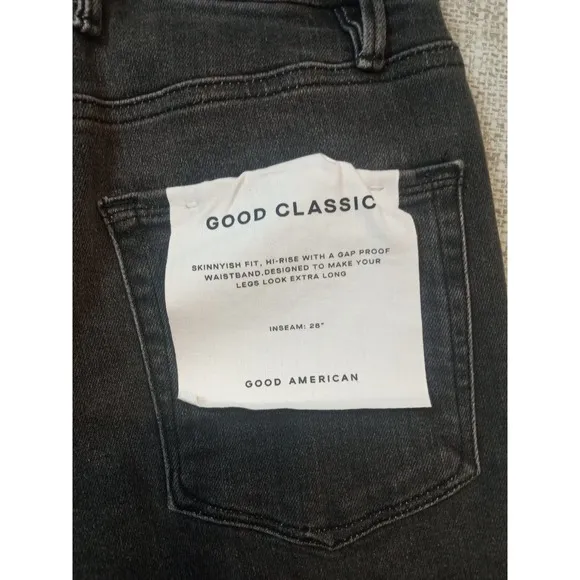 GOOD CLASSIC
SKINNYISH FIT, HI-RISE WITH A GAP PROOF
WAISTBAND.DESIGNED TO MAKE YOUR
LEGS LOOK EXTRA LONG
INSEAM: 28"
GOOD AMERICAN